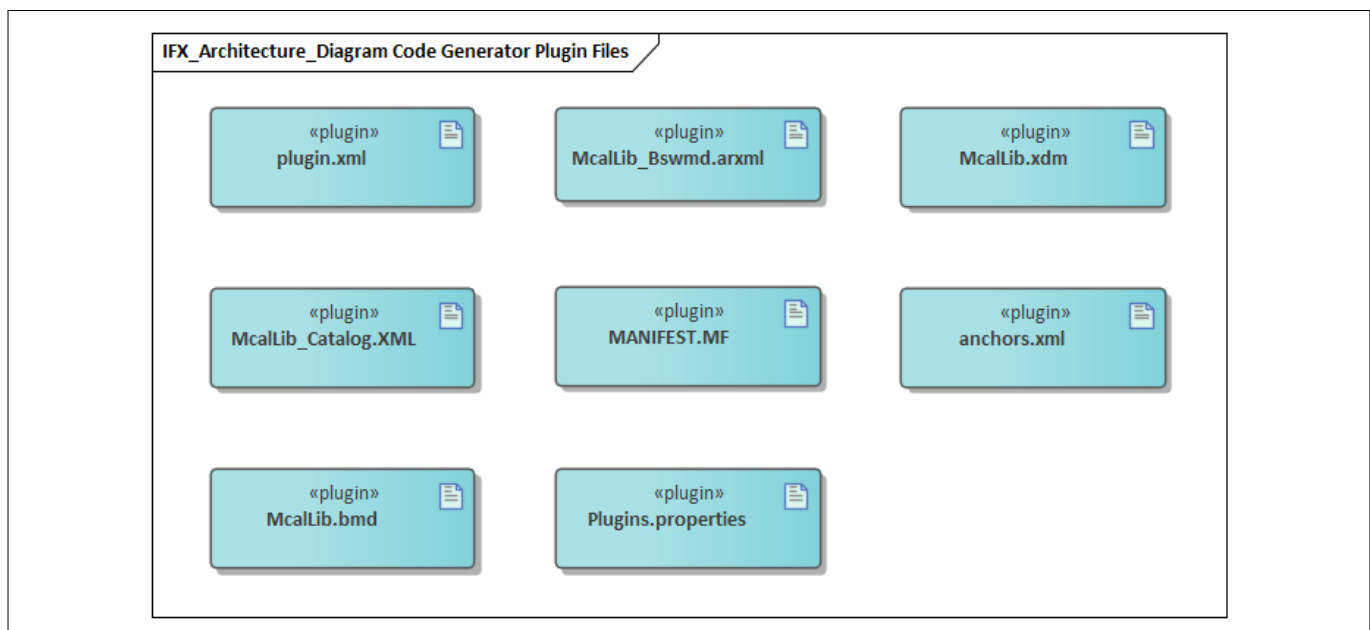 IFX_Architecture_Diagram Code Generator Plugin Files
«plugin»
plugin.xml
«plugin»
McalLib_Bswmd.arxml
«plugin»
McalLib.xdm
«plugin»
McalLib_Catalog.XML
«plugin»
MANIFEST.MF
«plugin»
anchors.xml
«plugin»
McalLib.bmd
«plugin»
Plugins.properties